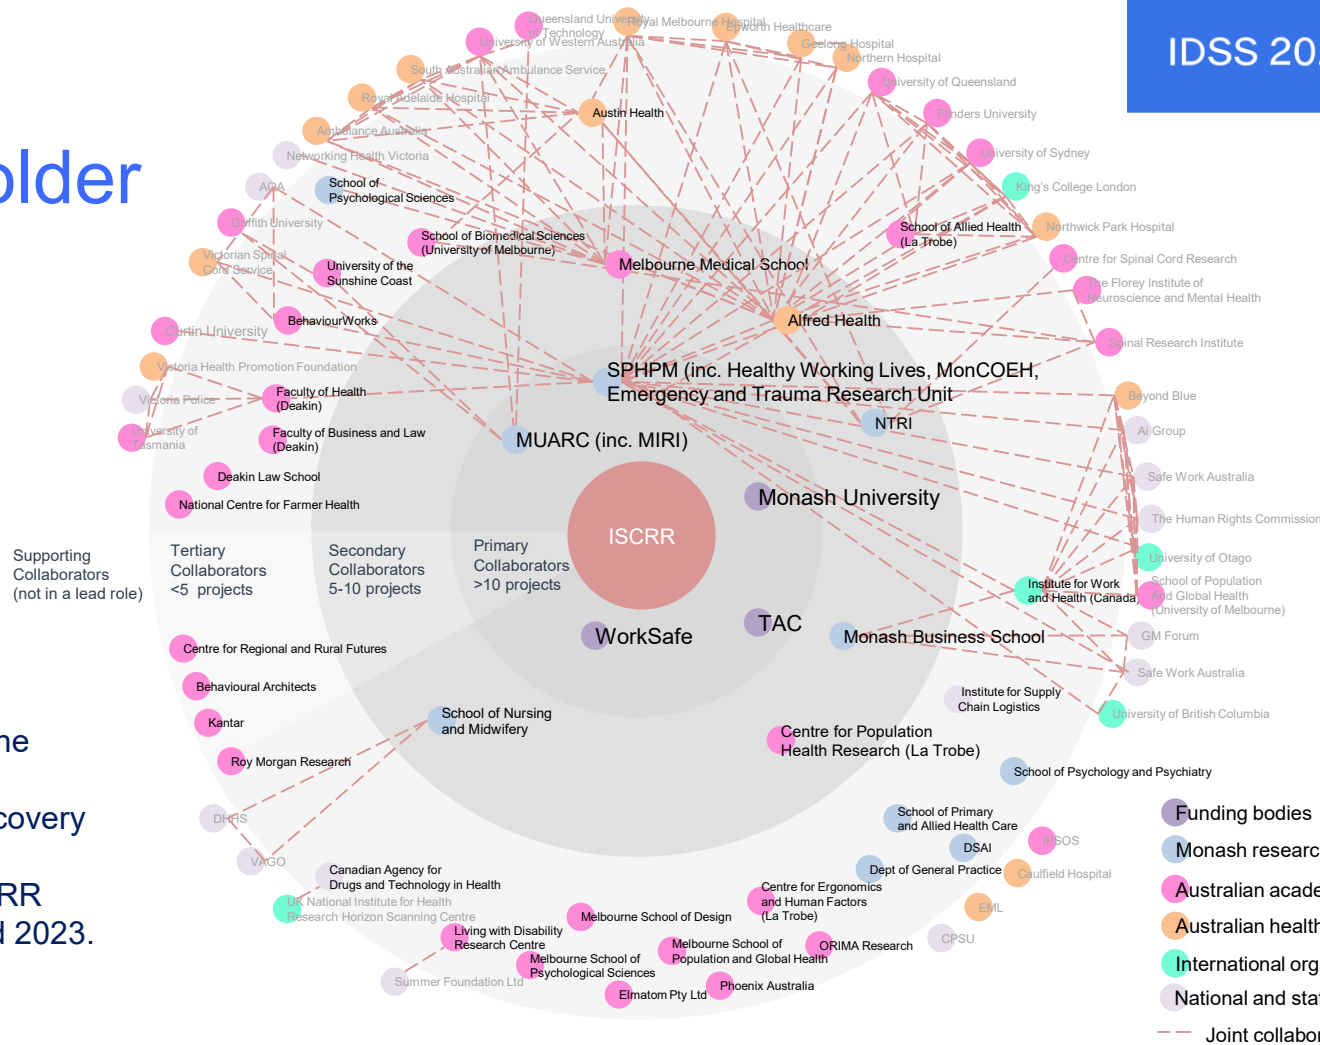 IDSS 20
older
Queensland University
of Technology
Royal Melbourne Hospital
Epworth Healthcare
University of Western Australia
Geelong Hospital
Northern Hospital
South Australian Ambulance Service
University of Queensland
Royal Adelaide Hospital
Austin Health
Flinders University
Ambulance Australia
Networking Health Victoria
University of Sydney
ACA
School of
Psychological Sciences
King's College London
Griffith University
School of Biomedical Sciences
(University of Melbourne)
School of Allied Health
(La Trobe)
Northwick Park Hospital
Victorian Spinal
Cord Service
University of the
Sunshine Coast
Melbourne Medical School
Centre for Spinal Cord Research
The Florey Institute of
Neuroscience and Mental Health
Curtin University
BehaviourWorks
Alfred Health
Spinal Research Institute
Victoria Health Promotion Foundation
SPHPM (inc. Healthy Working Lives, MonCOEH,
Emergency and Trauma Research Unit
Victoria Police
Faculty of Health
(Deakin)
Beyond Blue
University of
Tasmania
Faculty of Business and Law
(Deakin)
MUARC (inc. MIRI)
NTRI
Ai Group
Deakin Law School
Safe Work Australia
National Centre for Farmer Health
Monash University
The Human Rights Commission
ISCRR
Supporting
Collaborators
(not in a lead role)
Tertiary
Collaborators
<5 projects
Secondary
Collaborators
5-10 projects
Primary
Collaborators
>10 projects
University of Otago
Institute for Work
and Health (Canada)
School of Population
And Global Health
(University of Melbourne)
WorkSafe
TAC
Monash Business School
GM Forum
Centre for Regional and Rural Futures
Safe Work Australia
Behavioural Architects
Institute for Supply
Chain Logistics
University of British Columbia
Kantar
School of Nursing
and Midwifery
Centre for Population
Health Research (La Trobe)
ne
Roy Morgan Research
School of Psychology and Psychiatry
covery
DHHS
School of Primary
and Allied Health Care
Funding bodies
VAGO
DSAI
IPSOS
Monash researc
Canadian Agency for
Drugs and Technology in Health
Dept of General Practice
Caulfield Hospital
RR
d 2023.
UK National Institute for Health
Research Horizon Scanning Centre
Centre for Ergonomics
and Human Factors
(La Trobe)
Australian acade
EML
Melbourne School of Design
Australian health
Living with Disability
Research Centre
Melbourne School of
Population and Global Health
ORIMA Research
CPSU
International orga
Melbourne School of
Psychological Sciences
Summer Foundation Ltd
Elmatom Pty Ltd
Phoenix Australia
National and stat
Joint collabor